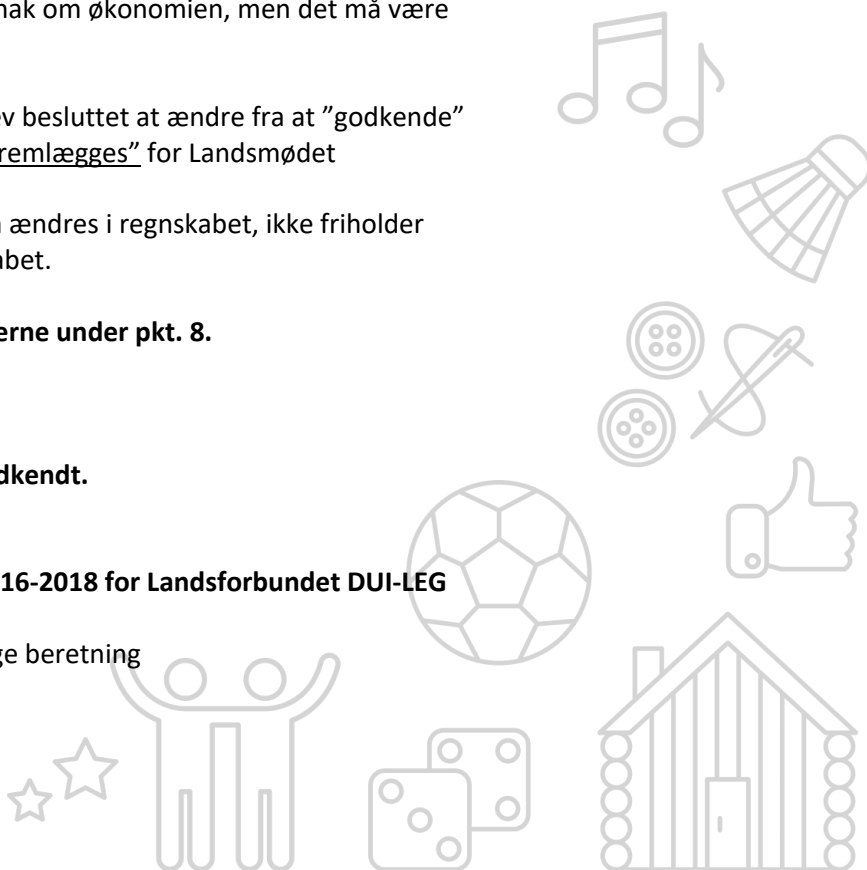 nak om økonomien, men det må være
ev besluttet at ændre fra at ”godkende”
remlægges” for Landsmødet
ændres i regnskabet, ikke friholder
abet.
erne under pkt. 8.
dkendt.
16-2018 for Landsforbundet DUI-LEG
ge beretning